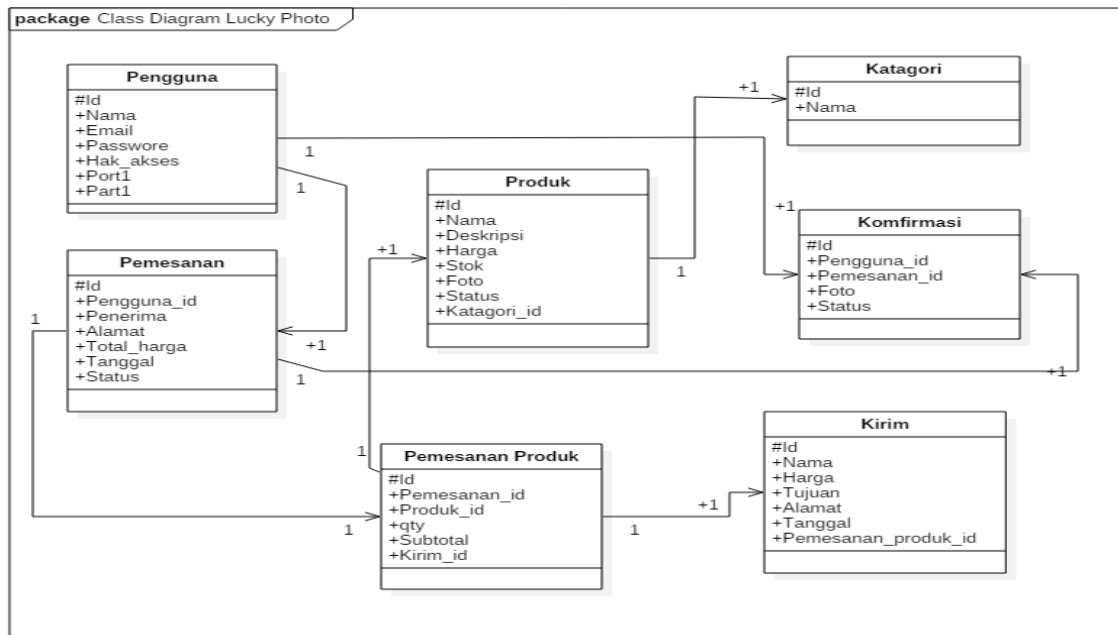 package Class Diagram Lucky Photo
Pengguna
#Id
+Nama
+Email
+Passwore
+Hak_akses
+Port1
+Part1
1
1
Katagori
#Id
+Nama
+1
Produk
#Id
+Nama
+Deskripsi
+Harga
+Stok
+Foto
+Status
+Katagori_id
+1
1
Komfirmasi
#Id
+Pengguna_id
+Pemesanan_id
+Foto
+Status
+1
+1
Pemesanan
#Id
+Pengguna_id
+Penerima
+Alamat
+Total_harga
+Tanggal
+Status
1
+1
1
Pemesanan Produk
#Id
+Pemesanan_id
+Produk_id
+qty
+Subtotal
+Kirim_id
1
1
1
+1
Kirim
#Id
+Nama
+Harga
+Tujuan
+Alamat
+Tanggal
+Pemesanan_produk_id